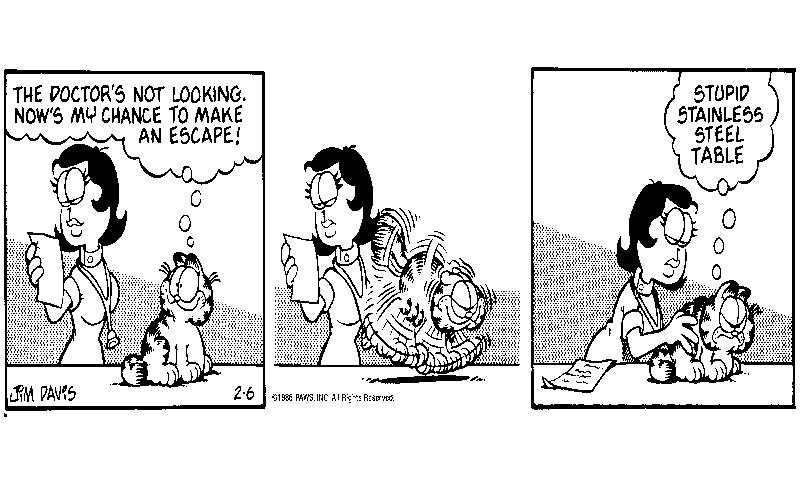 THE DOCTOR'S NOT LOOKING.
NOW'S MY CHANCE TO MAKE
AN ESCAPE!
JIM DAVIS
2-6
©1986 PAWS, INC. All Rights Reserved.
STUPID
STAINLESS
STEEL
TABLE